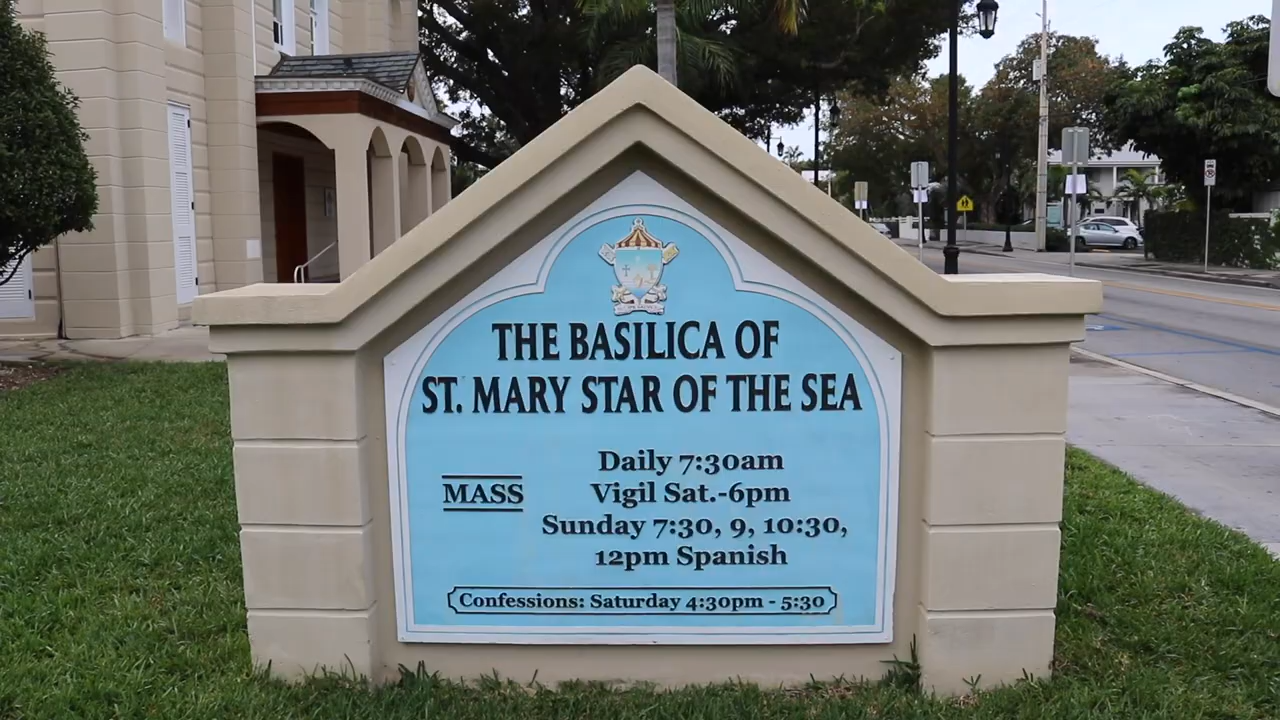 THE BASILICA OF
ST. MARY STAR OF THE SEA
MASS
Daily 7:30am
Vigil Sat.-6pm
Sunday 7:30, 9, 10:30,
12pm Spanish
Confessions: Saturday 4:30pm - 5:30